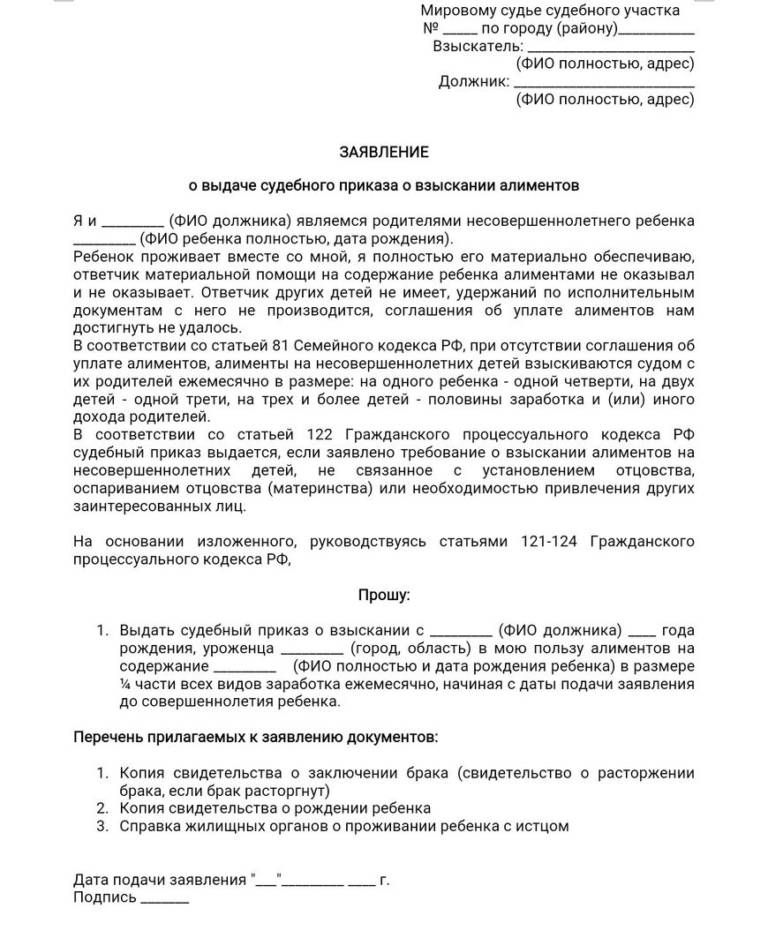 Мировому судье судебного участка
№ _____ по городу (району)___________
Взыскатель: ________________________
(ФИО полностью, адрес)
Должник: __________________________
(ФИО полностью, адрес)
ЗАЯВЛЕНИЕ
о выдаче судебного приказа о взыскании алиментов
Я и _________ (ФИО должника) являемся родителями несовершеннолетнего ребенка
_________ (ФИО ребенка полностью, дата рождения).
Ребенок проживает вместе со мной, я полностью его материально обеспечиваю,
ответчик материальной помощи на содержание ребенка алиментами не оказывал
и не оказывает. Ответчик других детей не имеет, удержаний по исполнительным
документам с него не производится, соглашения об уплате алиментов нам
достигнуть не удалось.
В соответствии со статьей 81 Семейного кодекса РФ, при отсутствии соглашения об
уплате алиментов, алименты на несовершеннолетних детей взыскиваются судом с
их родителей ежемесячно в размере: на одного ребенка - одной четверти, на двух
детей - одной трети, на трех и более детей - половины заработка и (или) иного
дохода родителей.
В соответствии со статьей 122 Гражданского процессуального кодекса РФ
судебный приказ выдается, если заявлено требование о взыскании алиментов на
несовершеннолетних детей, не связанное с установлением отцовства,
оспариванием отцовства (материнства) или необходимостью привлечения других
заинтересованных лиц.
На основании изложенного, руководствуясь статьями 121-124 Гражданского
процессуального кодекса РФ,
Прошу:
1. Выдать судебный приказ о взыскании с _________ (ФИО должника) ____ года
рождения, уроженца _________ (город, область) в мою пользу алиментов на
содержание _________ (ФИО полностью и дата рождения ребенка) в размере
¼ части всех видов заработка ежемесячно, начиная с даты подачи заявления
до совершеннолетия ребенка.
Перечень прилагаемых к заявлению документов:
1. Копия свидетельства о заключении брака (свидетельство о расторжении
брака, если брак расторгнут)
2. Копия свидетельства о рождении ребенка
3. Справка жилищных органов о проживании ребенка с истцом
Дата подачи заявления "___"_________ ____ г.
Подпись _______